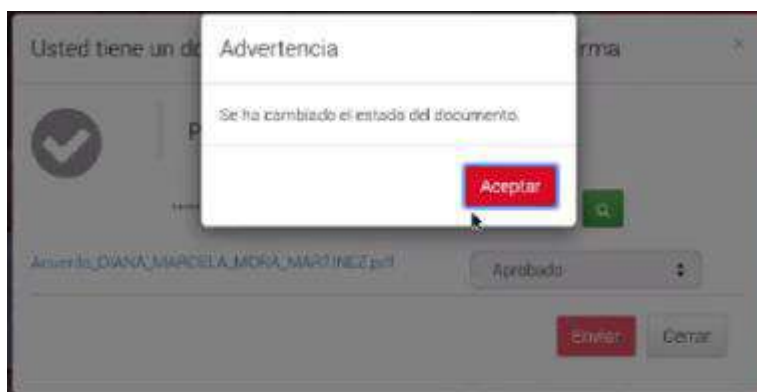 Usted tiene un do
Advertencia
rma
×
Se ha cambiado el estado del documento.
P
Aceptar
Acuerdo_DIANA_MARCELA_MORA_MARTINEZ.pdf
Aprobado
Enviar
Cerrar